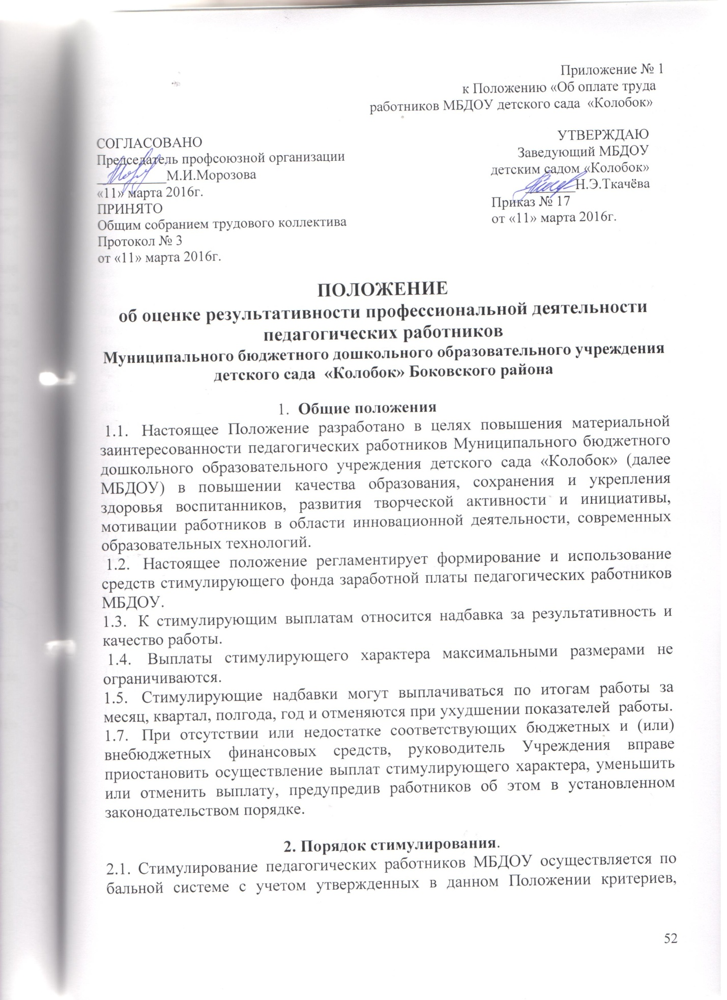 Приложение № 1
к Положению «Об оплате труда
работников МБДОУ детского сада «Колобок»
СОГЛАСОВАНО
Председатель профсоюзной организации
__________М.И.Морозова
«11» марта 2016г.
ПРИНЯТО
Общим собранием трудового коллектива
Протокол № 3
от «11» марта 2016г.
УТВЕРЖДАЮ
Заведующий МБДОУ
детским садом «Колобок»
_______Н.Э.Ткачёва
Приказ № 17
от «11» марта 2016г.
ПОЛОЖЕНИЕ
об оценке результативности профессиональной деятельности
педагогических работников
Муниципального бюджетного дошкольного образовательного учреждения
детского сада «Колобок» Боковского района
1. Общие положения
1.1. Настоящее Положение разработано в целях повышения материальной
заинтересованности педагогических работников Муниципального бюджетного
дошкольного образовательного учреждения детского сада «Колобок» (далее
МБДОУ) в повышении качества образования, сохранения и укрепления
здоровья воспитанников, развития творческой активности и инициативы,
мотивации работников в области инновационной деятельности, современных
образовательных технологий.
1.2. Настоящее положение регламентирует формирование и использование
средств стимулирующего фонда заработной платы педагогических работников
МБДОУ.
1.3. К стимулирующим выплатам относится надбавка за результативность и
качество работы.
1.4. Выплаты стимулирующего характера максимальными размерами не
ограничиваются.
1.5. Стимулирующие надбавки могут выплачиваться по итогам работы за
месяц, квартал, полгода, год и отменяются при ухудшении показателей работы.
1.7. При отсутствии или недостатке соответствующих бюджетных и (или)
внебюджетных финансовых средств, руководитель Учреждения вправе
приостановить осуществление выплат стимулирующего характера, уменьшить
или отменить выплату, предупредив работников об этом в установленном
законодательством порядке.
2. Порядок стимулирования.
2.1. Стимулирование педагогических работников МБДОУ осуществляется по
бальной системе с учетом утвержденных в данном Положении критериев,
52